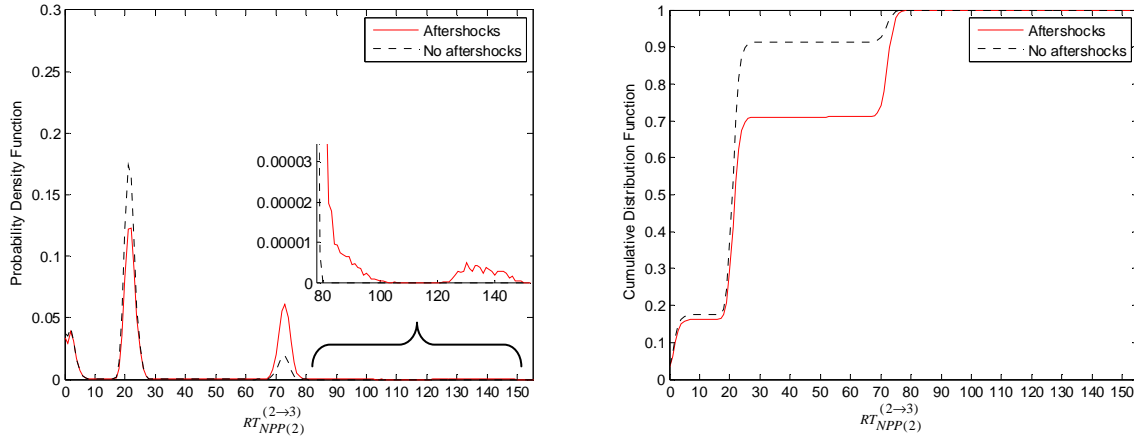 0.3
0.25
0.2
0.15
0.1
0.05
0
Probability Density Function
Aftershocks
No aftershocks
0.00003
0.00002
0.00001
0
80 100 120 140
0 10 20 30 40 50 60 70 80 90 100 110 120 130 140 150
RT_{NPP(2)}^{(2→3)}
1
0.9
0.8
0.7
0.6
0.5
0.4
0.3
0.2
0.1
0
Cumulative Distribution Function
Aftershocks
No aftershocks
0 10 20 30 40 50 60 70 80 90 100 110 120 130 140 150
RT_{NPP(2)}^{(2→3)}